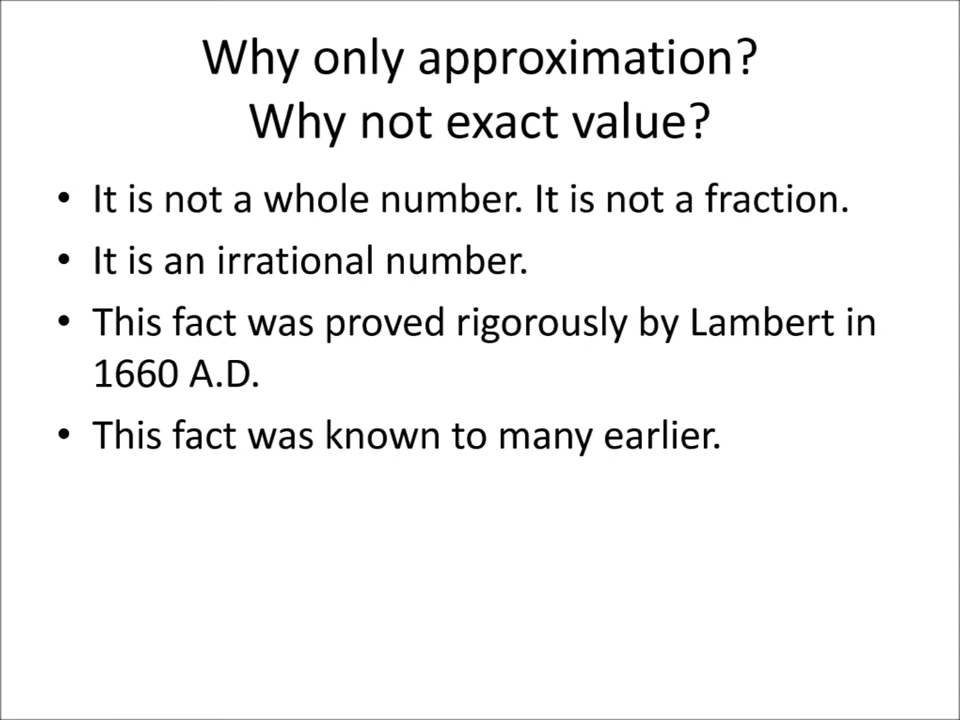 Why only approximation?
Why not exact value?
• It is not a whole number. It is not a fraction.
• It is an irrational number.
• This fact was proved rigorously by Lambert in
1660 A.D.
• This fact was known to many earlier.